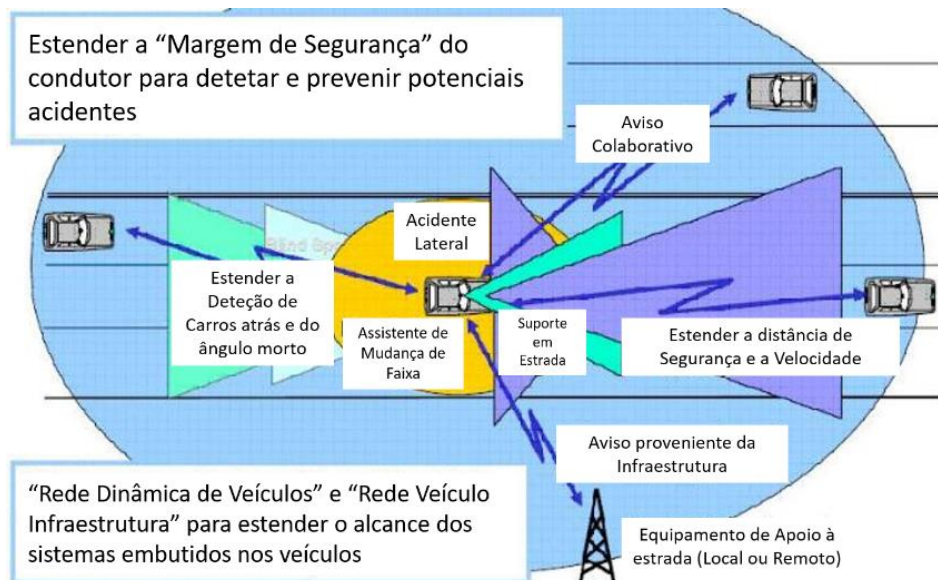 Estender a “Margem de Segurança” do
condutor para detetar e prevenir potenciais
acidentes
Aviso
Colaborativo
Acidente
Lateral
Blind Sp
Estender a
Deteção de
Carros atrás e do
ângulo morto
Assistente de
Mudança de
Faixa
Suporte
em
Estrada
Estender a distância de
Segurança e a Velocidade
Aviso proveniente da
Infraestrutura
“Rede Dinâmica de Veículos” e “Rede Veículo
Infraestrutura” para estender o alcance dos
sistemas embutidos nos veículos
Equipamento de Apoio à
estrada (Local ou Remoto)